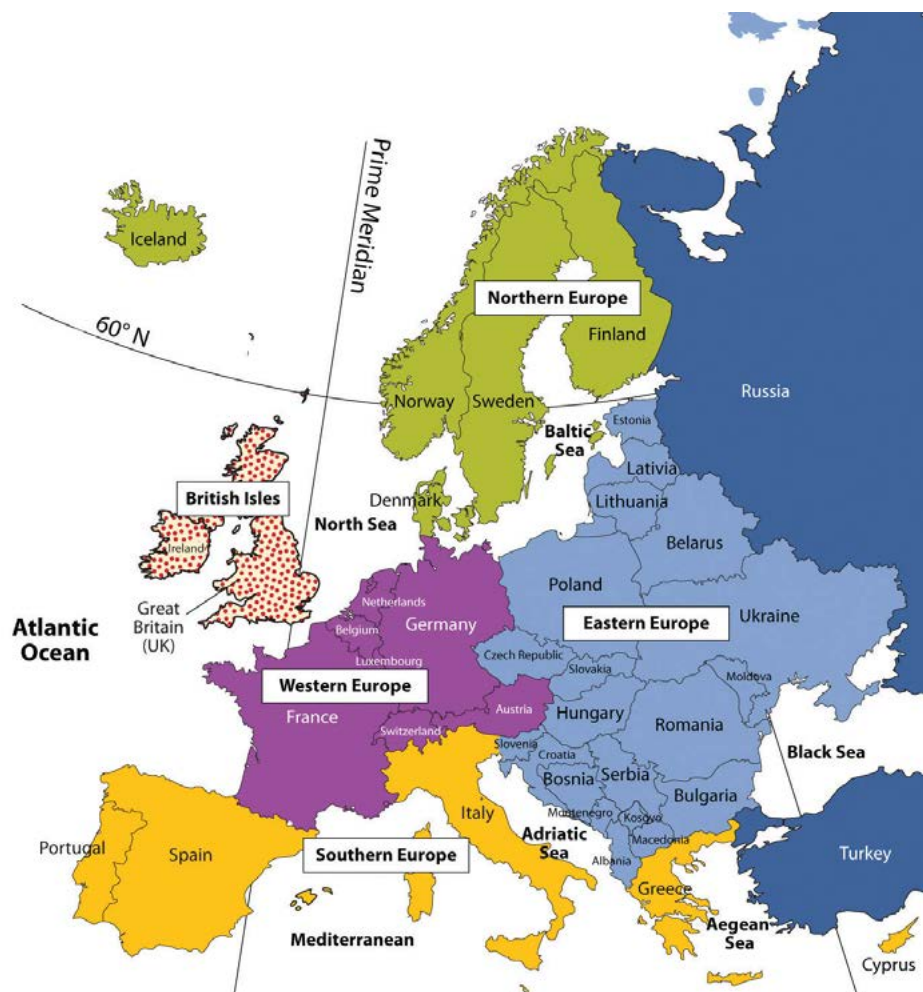 Prime Meridian
Iceland
Northern Europe
60° N
Finland
Norway
Sweden
Russia
Estonia
Baltic
Sea
Lativia
British Isles
Denmark
Lithuania
North Sea
Ireland
Belarus
Poland
Netherlands
Great
Britain
(UK)
Atlantic
Ocean
Belgium
Germany
Eastern Europe
Ukraine
Luxembourg
Czech Republic
Slovakia
Western Europe
Moldova
France
Austria
Hungary
Switzerland
Romania
Slovenia
Croatia
Black Sea
Bosnia
Serbia
Bulgaria
Italy
Montenegro
Kosovo
Adriatic
Sea
Macedonia
Portugal
Spain
Southern Europe
Albania
Turkey
Greece
Aegean
Sea
Mediterranean
Cyprus